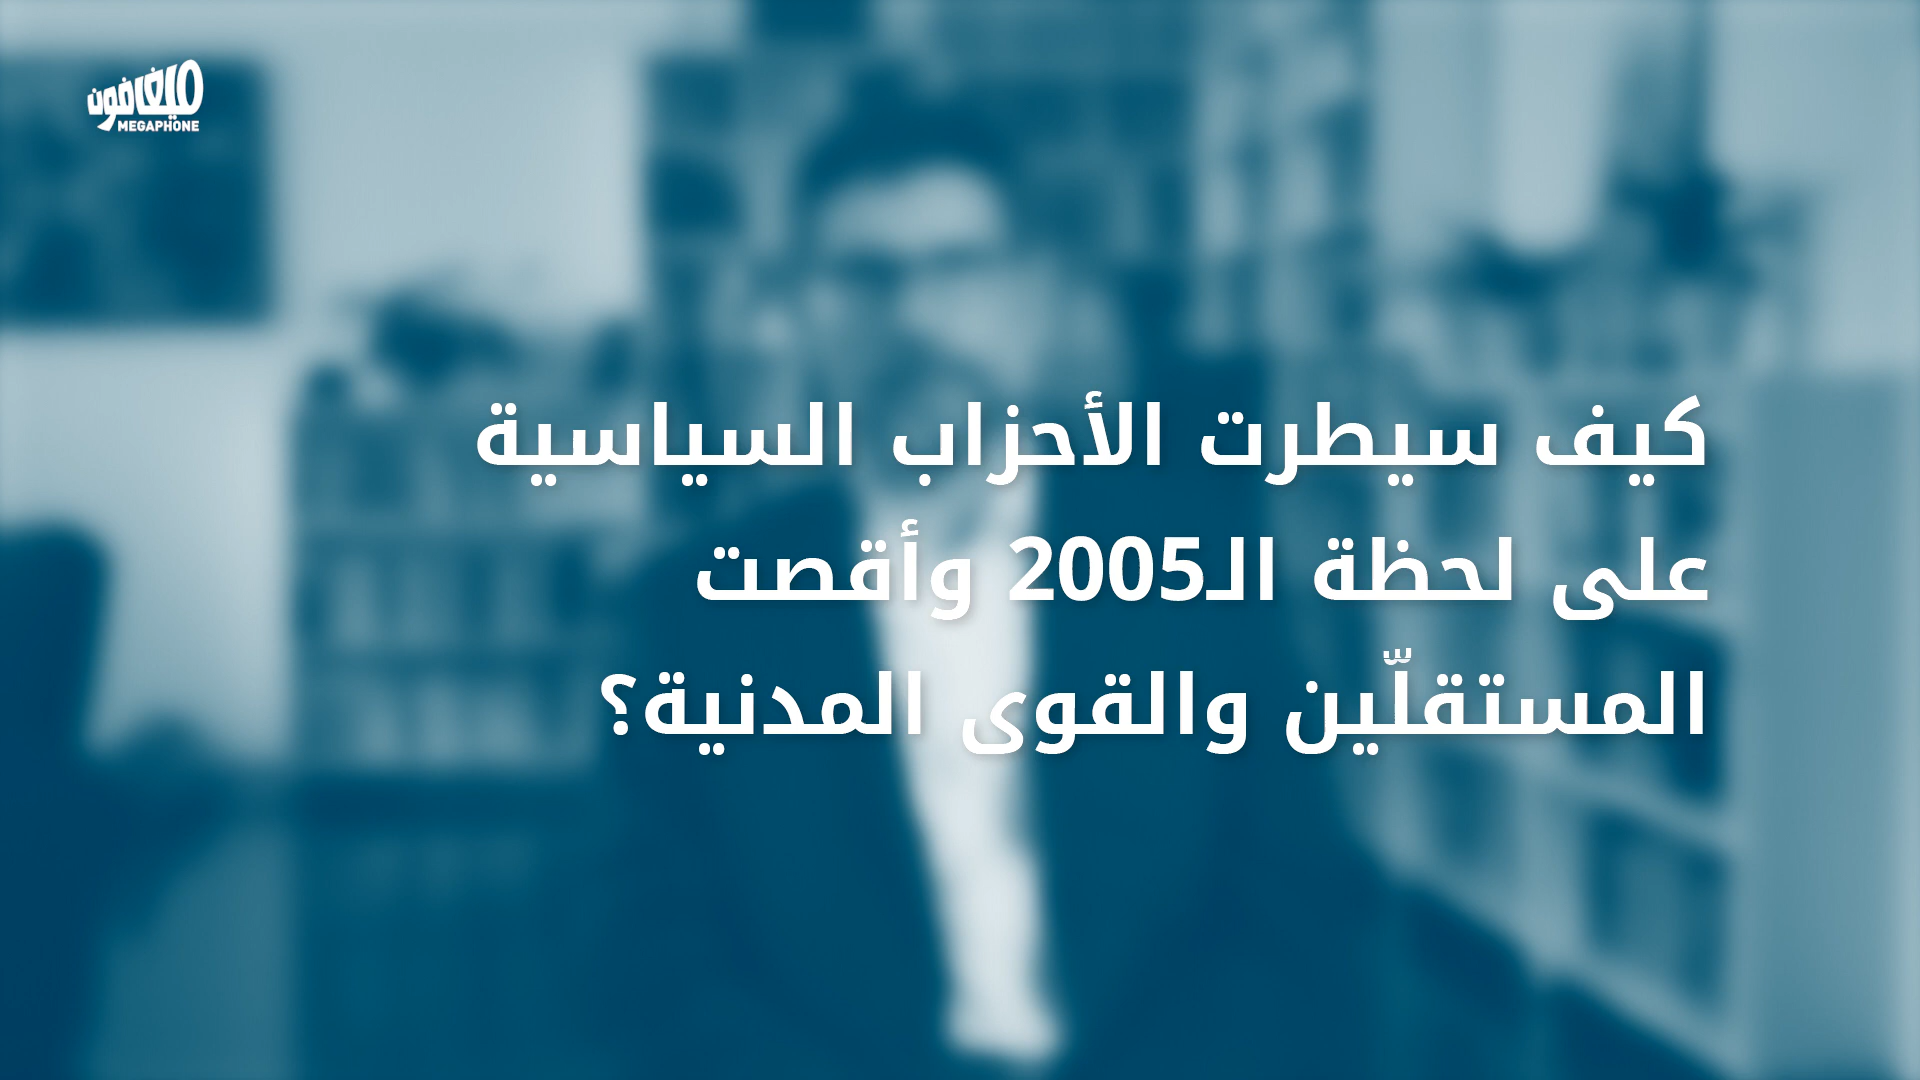 ميغافون
MEGAPHONE
كيف سيطرت الأحزاب السياسية
على لحظة الـ2005 وأقصت
المستقلّين والقوى المدنية؟